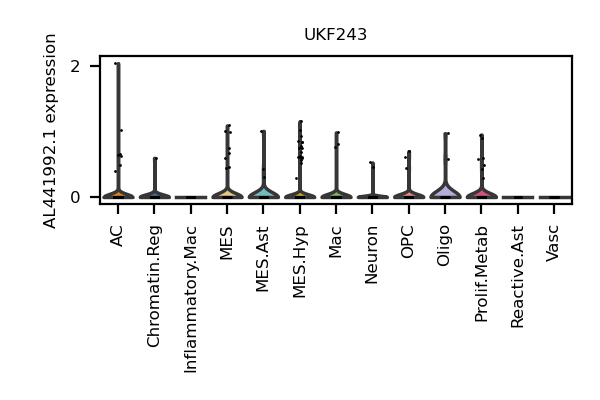 UKF243
AL441992.1 expression
2
0
AC
Chromatin.Reg
Inflammatory.Mac
MES
MES.Ast
MES.Hyp
Mac
Neuron
OPC
Oligo
Prolif.Metab
Reactive.Ast
Vasc